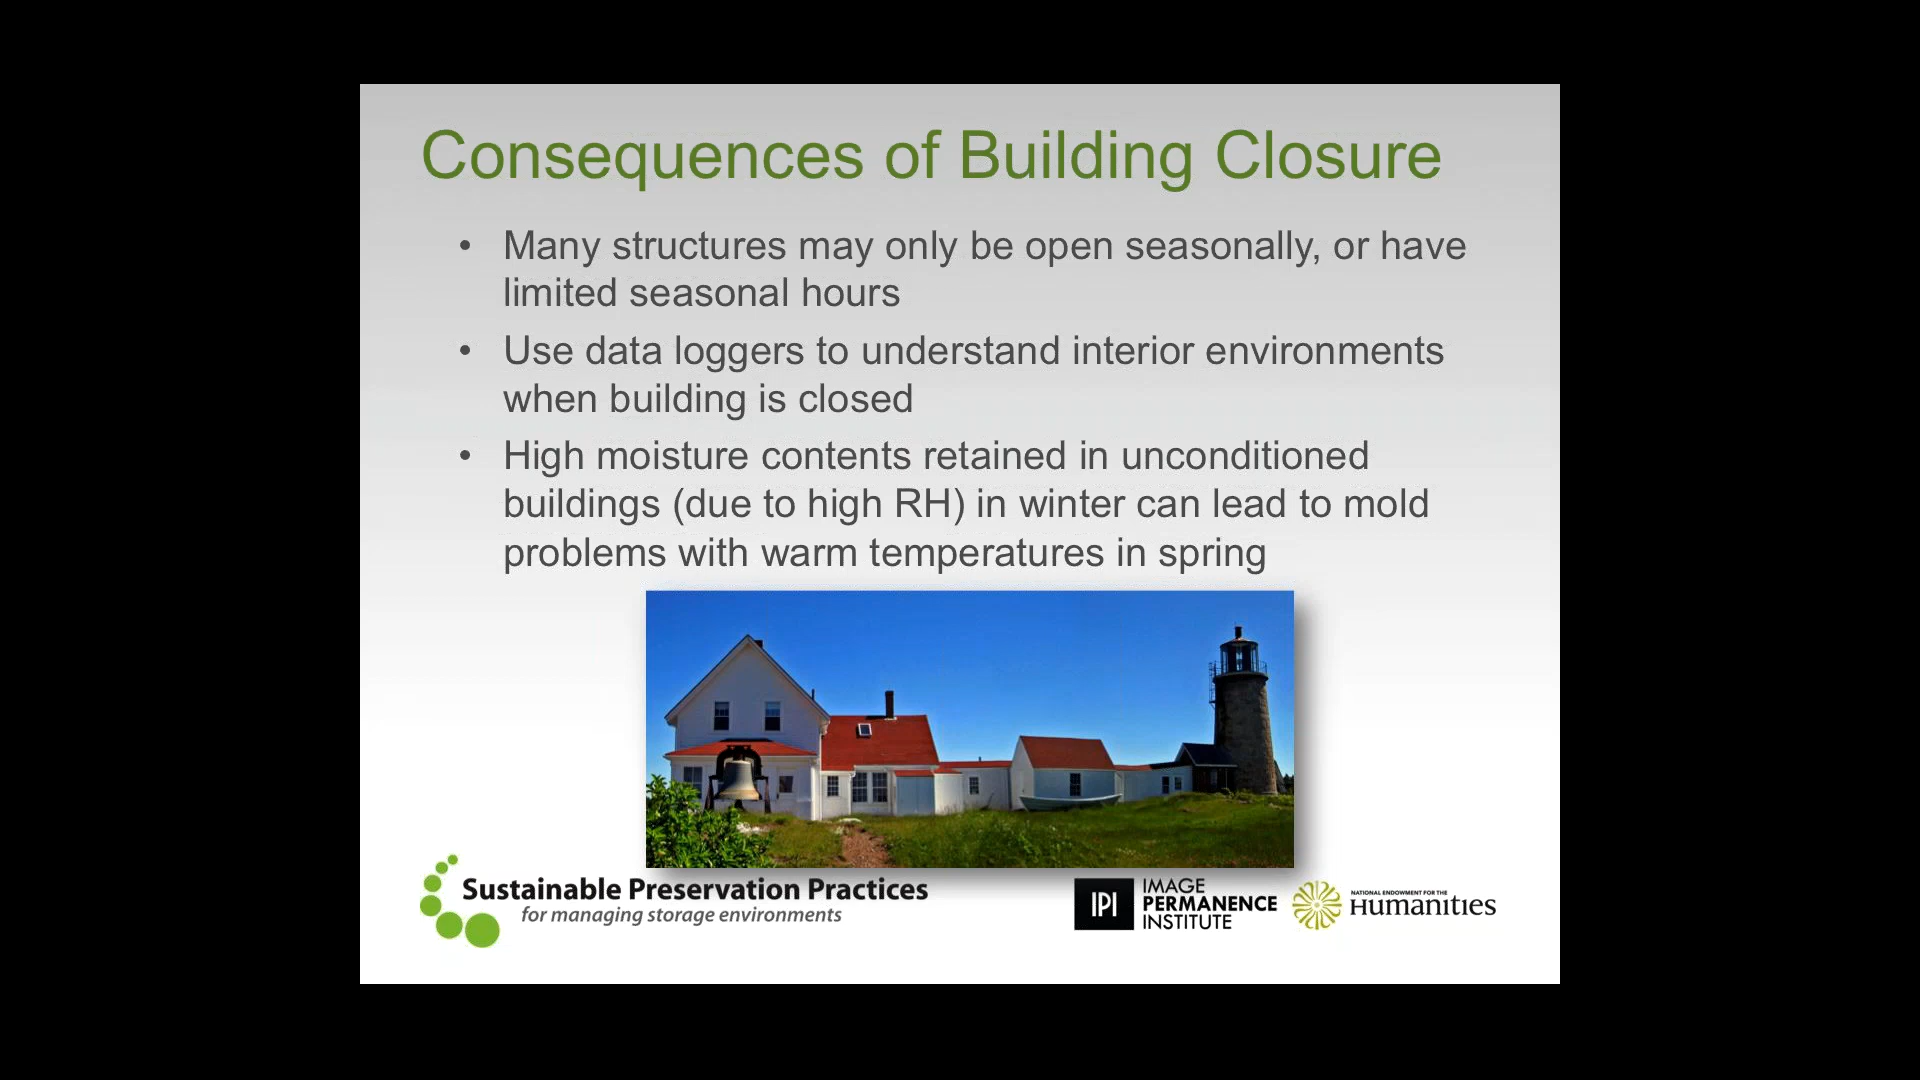 Consequences of Building Closure
• Many structures may only be open seasonally, or have
limited seasonal hours
• Use data loggers to understand interior environments
when building is closed
• High moisture contents retained in unconditioned
buildings (due to high RH) in winter can lead to mold
problems with warm temperatures in spring
Sustainable Preservation Practices
for managing storage environments
IPI
IMAGE
PERMANENCE
INSTITUTE
NATIONAL ENDOWMENT FOR THE
Humanities